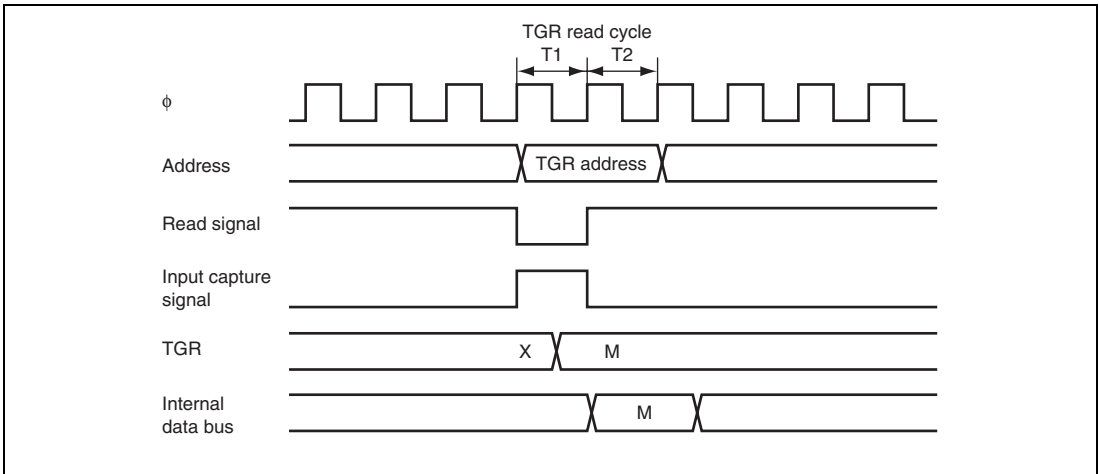 TGR read cycle
T1 T2
φ
Address
TGR address
Read signal
Input capture
signal
TGR
X M
Internal
data bus
M